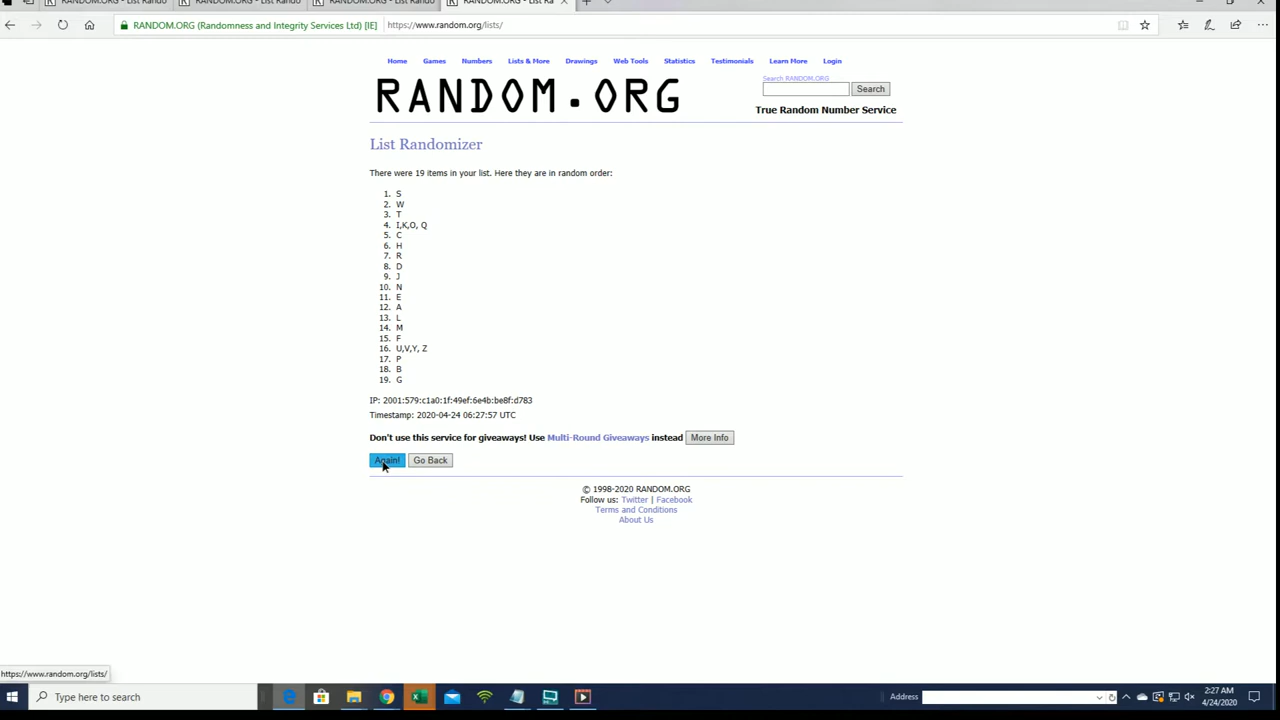 RANDOM.ORG - List Rando RANDOM.ORG - List Rando RANDOM.ORG - List Rando RANDOM.ORG - List Ra
RANDOM.ORG (Randomness and Integrity Services Ltd) [IE] https://www.random.org/lists/
Home Games Numbers Lists & More Drawings Web Tools Statistics Testimonials Learn More Login
RANDOM.ORG
Search RANDOM.ORG
Search
True Random Number Service
List Randomizer
There were 19 items in your list. Here they are in random order:
1. S
2. W
3. T
4. I,K,O, Q
5. C
6. H
7. R
8. D
9. J
10. N
11. E
12. A
13. L
14. M
15. F
16. U,V,Y, Z
17. P
18. B
19. G
IP: 2001:579:c1a0:1f:49ef:6e4b:be8f:d783
Timestamp: 2020-04-24 06:27:57 UTC
Don't use this service for giveaways! Use Multi-Round Giveaways instead More Info
Again! Go Back
© 1998-2020 RANDOM.ORG
Follow us: Twitter | Facebook
Terms and Conditions
About Us
https://www.random.org/lists/
Type here to search
Address
2:27 AM
4/24/2020